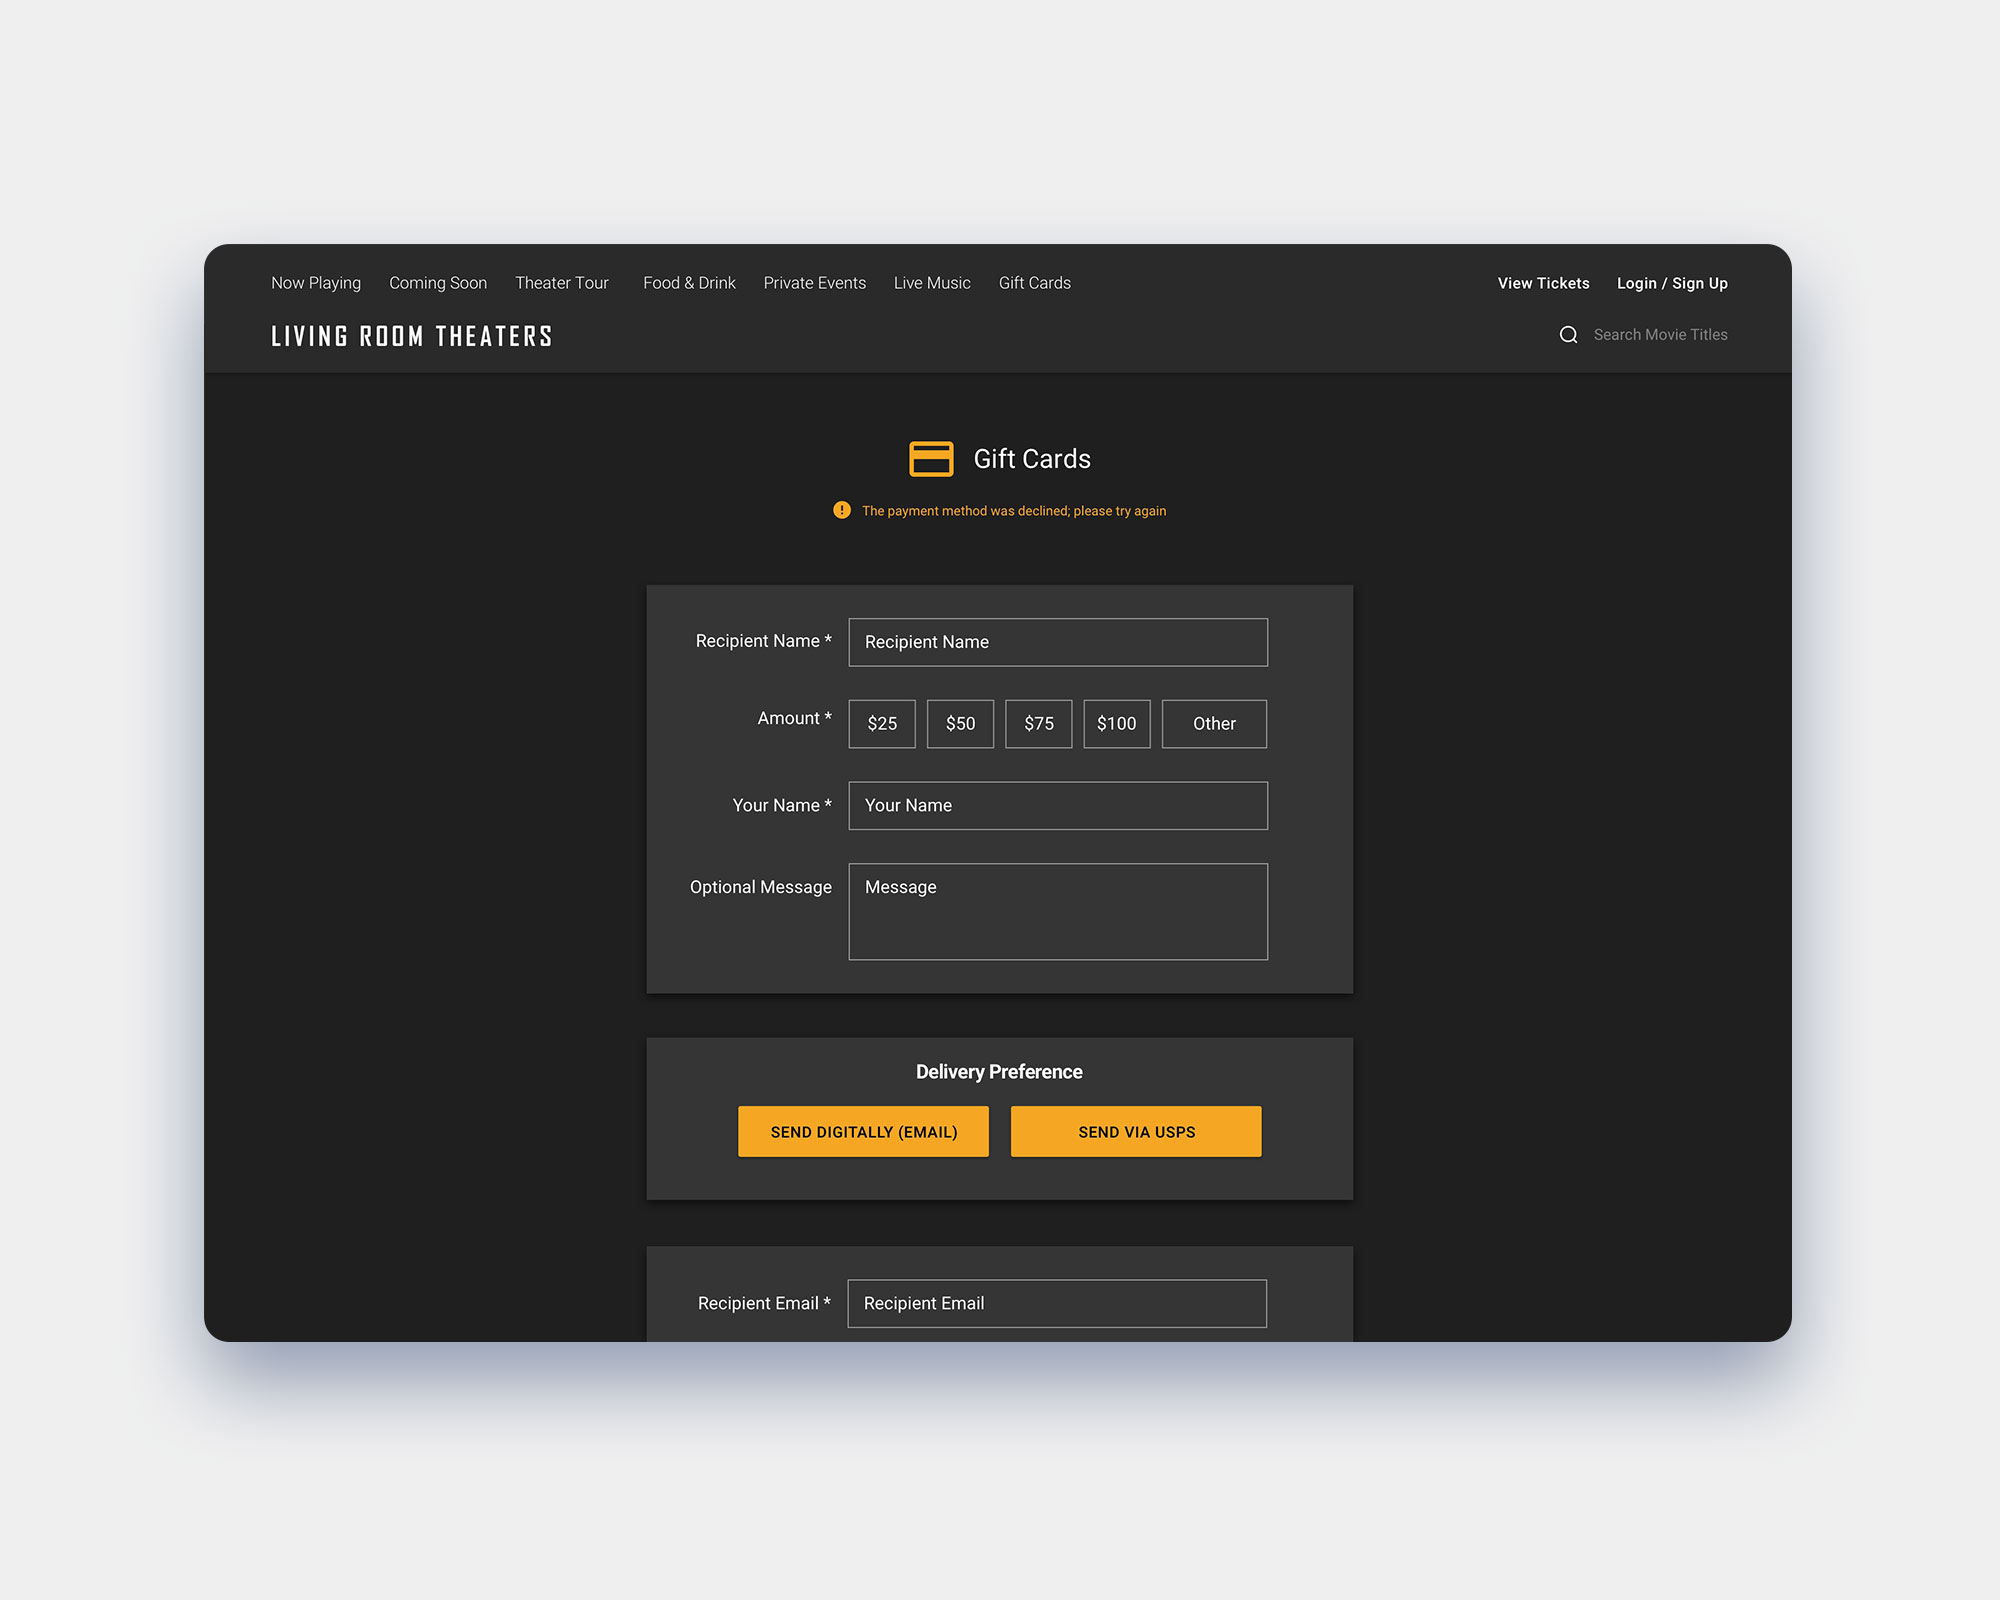 Now Playing Coming Soon Theater Tour Food & Drink Private Events Live Music Gift Cards View Tickets Login / Sign Up
LIVING ROOM THEATERS Search Movie Titles
Gift Cards
The payment method was declined; please try again
Recipient Name * Recipient Name
Amount * $25 $50 $75 $100 Other
Your Name * Your Name
Optional Message Message
Delivery Preference
SEND DIGITALLY (EMAIL) SEND VIA USPS
Recipient Email * Recipient Email